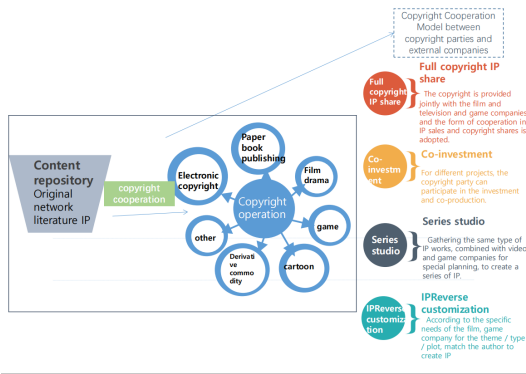 Copyright Cooperation
Model between
copyright parties and
external companies
Full copyright IP
share
Full
copyright
IP share
The copyright is provided
jointly with the film and
television and game companies
and the form of cooperation in
IP sales and copyright shares is
adopted.
Co-
investm
ent
Co-investment
For different projects, the
copyright party can
participate in the investment
and co-production.
Series
studio
Series studio
Gathering the same type of
IP works, combined with video
and game companies for
special planning, to create a
series of IP.
IPReverse
customiza
tion
IPReverse
customization
According to the specific
needs of the film, game
company for the theme / type
/ plot, match the author to
create IP
Content
repository
Original
network
literature IP
copyright
cooperation
Copyright
operation
Paper
book
publishing
Electronic
copyright
Film
drama
game
other
Derivati
ve
commo
dity
cartoon